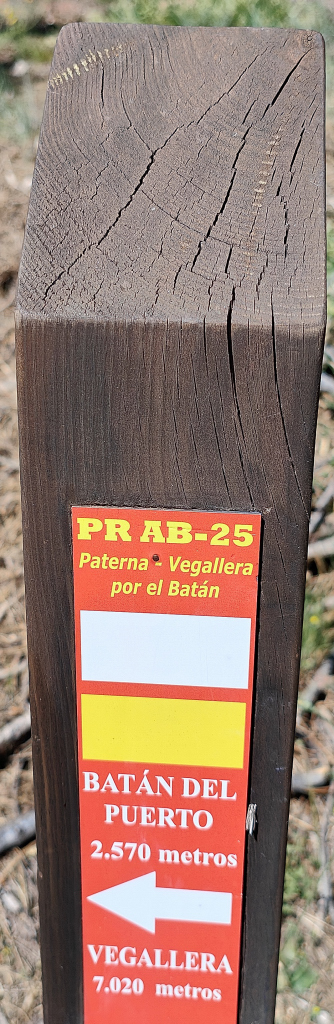 PR AB-25
Paterna - Vegallera
por el Batán
BATÁN DEL
PUERTO
2.570 metros
VEGALLERA
7.020 metros